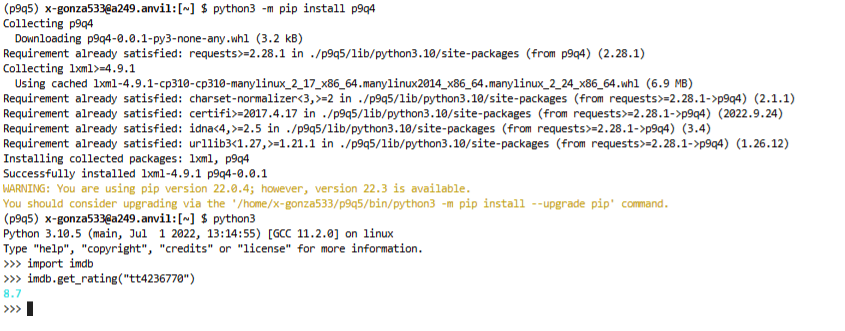 (p9q5) x-gonza533@a249.anvil:[~] $ python3 -m pip install p9q4
Collecting p9q4
  Downloading p9q4-0.0.1-py3-none-any.whl (3.2 kB)
Requirement already satisfied: requests>=2.28.1 in ./p9q5/lib/python3.10/site-packages (from p9q4) (2.28.1)
Collecting lxml>=4.9.1
  Using cached lxml-4.9.1-cp310-cp310-manylinux_2_17_x86_64.manylinux2014_x86_64.manylinux_2_24_x86_64.whl (6.9 MB)
Requirement already satisfied: charset-normalizer<3,>=2 in ./p9q5/lib/python3.10/site-packages (from requests>=2.28.1->p9q4) (2.1.1)
Requirement already satisfied: certifi>=2017.4.17 in ./p9q5/lib/python3.10/site-packages (from requests>=2.28.1->p9q4) (2022.9.24)
Requirement already satisfied: idna<4,>=2.5 in ./p9q5/lib/python3.10/site-packages (from requests>=2.28.1->p9q4) (3.4)
Requirement already satisfied: urllib3<1.27,>=1.21.1 in ./p9q5/lib/python3.10/site-packages (from requests>=2.28.1->p9q4) (1.26.12)
Installing collected packages: lxml, p9q4
Successfully installed lxml-4.9.1 p9q4-0.0.1
WARNING: You are using pip version 22.0.4; however, version 22.3 is available.
You should consider upgrading via the '/home/x-gonza533/p9q5/bin/python3 -m pip install --upgrade pip' command.
(p9q5) x-gonza533@a249.anvil:[~] $ python3
Python 3.10.5 (main, Jul  1 2022, 13:14:55) [GCC 11.2.0] on linux
Type "help", "copyright", "credits" or "license" for more information.
>>> import imdb
>>> imdb.get_rating("tt4236770")
8.7
>>>